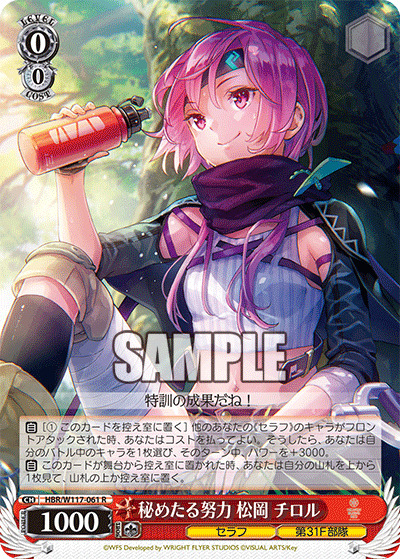 LEVEL
0
0
COST
SAMPLE
特訓の成果だね！
自 [① このカードを控え室に置く] 他のあなたの《セラフ》のキャラがフロン
トアタックされた時、あなたはコストを払ってよい。そうしたら、あなたは自
分のバトル中のキャラを1枚選び、そのターン中、パワーを＋3000。
自 このカードが舞台から控え室に置かれた時、あなたは自分の山札を上か
ら1枚見て、山札の上か下に置く。
CH HBR/W117-061 R
1000
秘めたる努力 松岡 チロル
セラフ 第31F部隊
©WFS Developed by WRIGHT FLYER STUDIOS ©VISUAL ARTS/Key